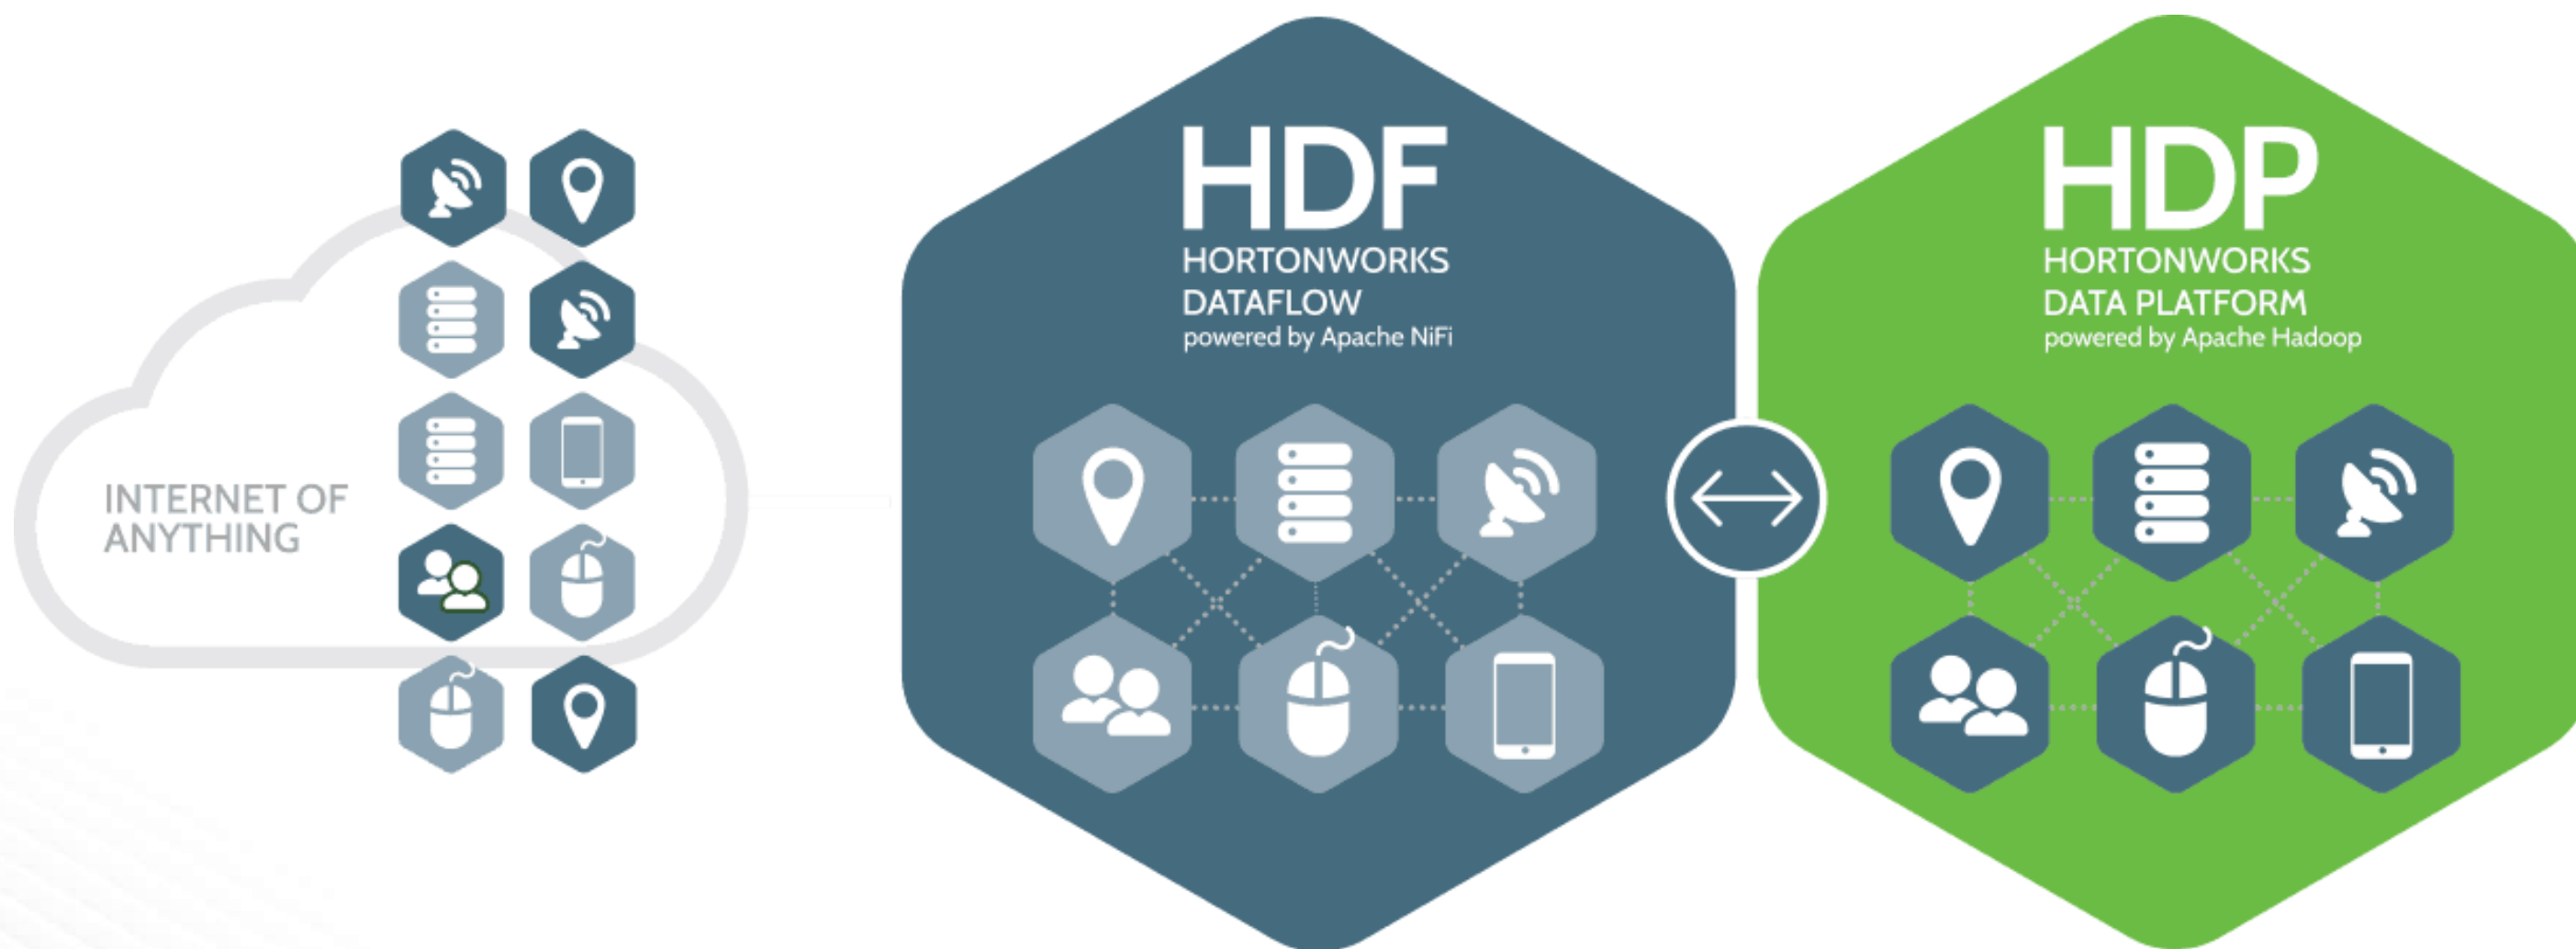 INTERNET OF
ANYTHING
HDF
HORTONWORKS
DATAFLOW
powered by Apache NiFi
HDP
HORTONWORKS
DATA PLATFORM
powered by Apache Hadoop